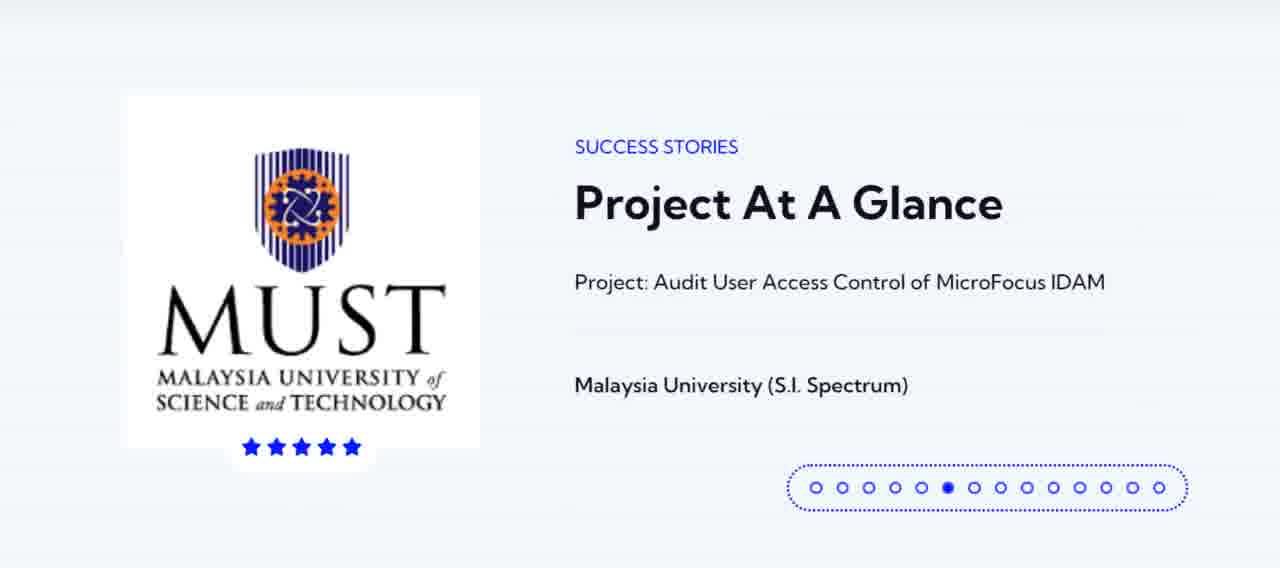 MUST
MALAYSIA UNIVERSITY of
SCIENCE and TECHNOLOGY
SUCCESS STORIES
Project At A Glance
Project: Audit User Access Control of MicroFocus IDAM
Malaysia University (S.I. Spectrum)